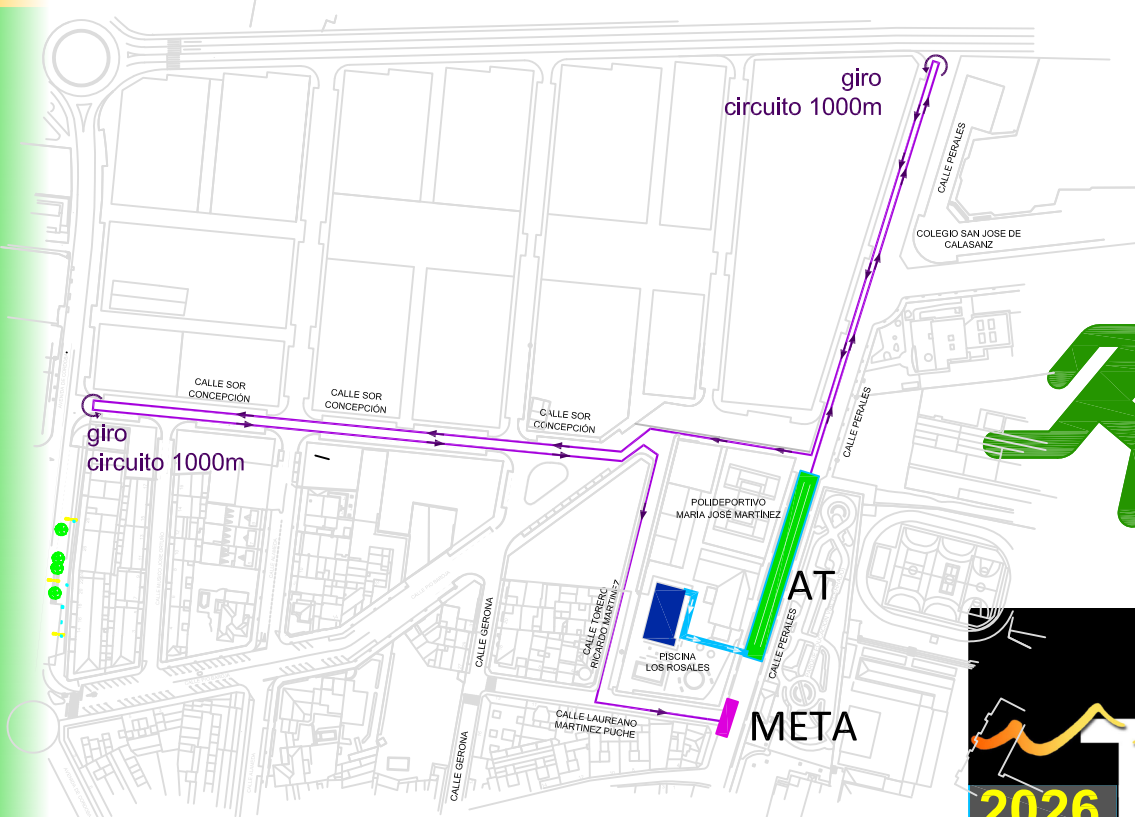 giro
circuito 1000m
CALLE PERALES
COLEGIO SAN JOSE DE
CALASANZ
CALLE SOR
CONCEPCIÓN
CALLE SOR
CONCEPCIÓN
CALLE SOR
CONCEPCIÓN
giro
circuito 1000m
CALLE PERALES
POLIDEPORTIVO
MARIA JOSÉ MARTÍNEZ
AT
CALLE PERALES
CALLE TORERO
RICARDO MARTINEZ
PISCINA
LOS ROSALES
CALLE GERONA
CALLE LAUREANO
MARTINEZ PUCHE
META
CALLE GERONA
2026